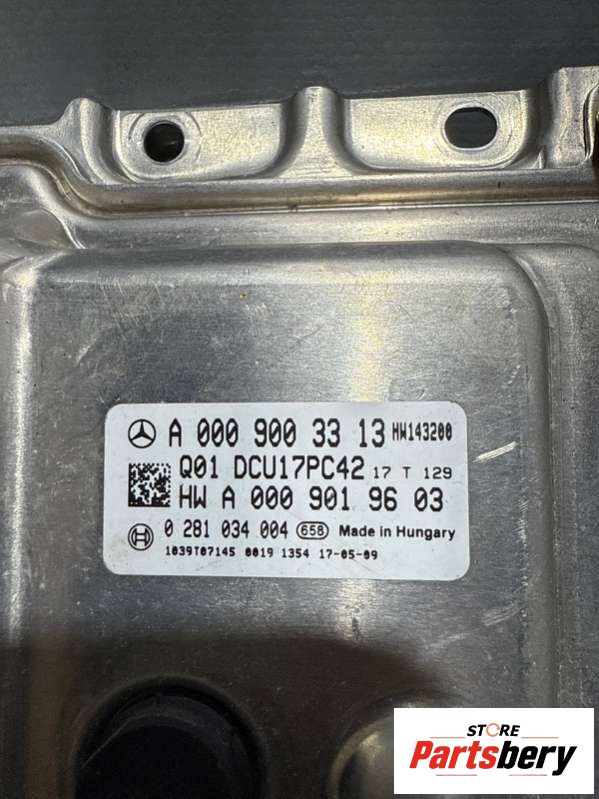 A 000 900 33 13 HW143200
Q01 DCU17PC42 17 T 129
HW A 000 901 96 03
0 281 034 004 658 Made in Hungary
1039T07145 0019 1354 17-05-09
STORE
Partsbery